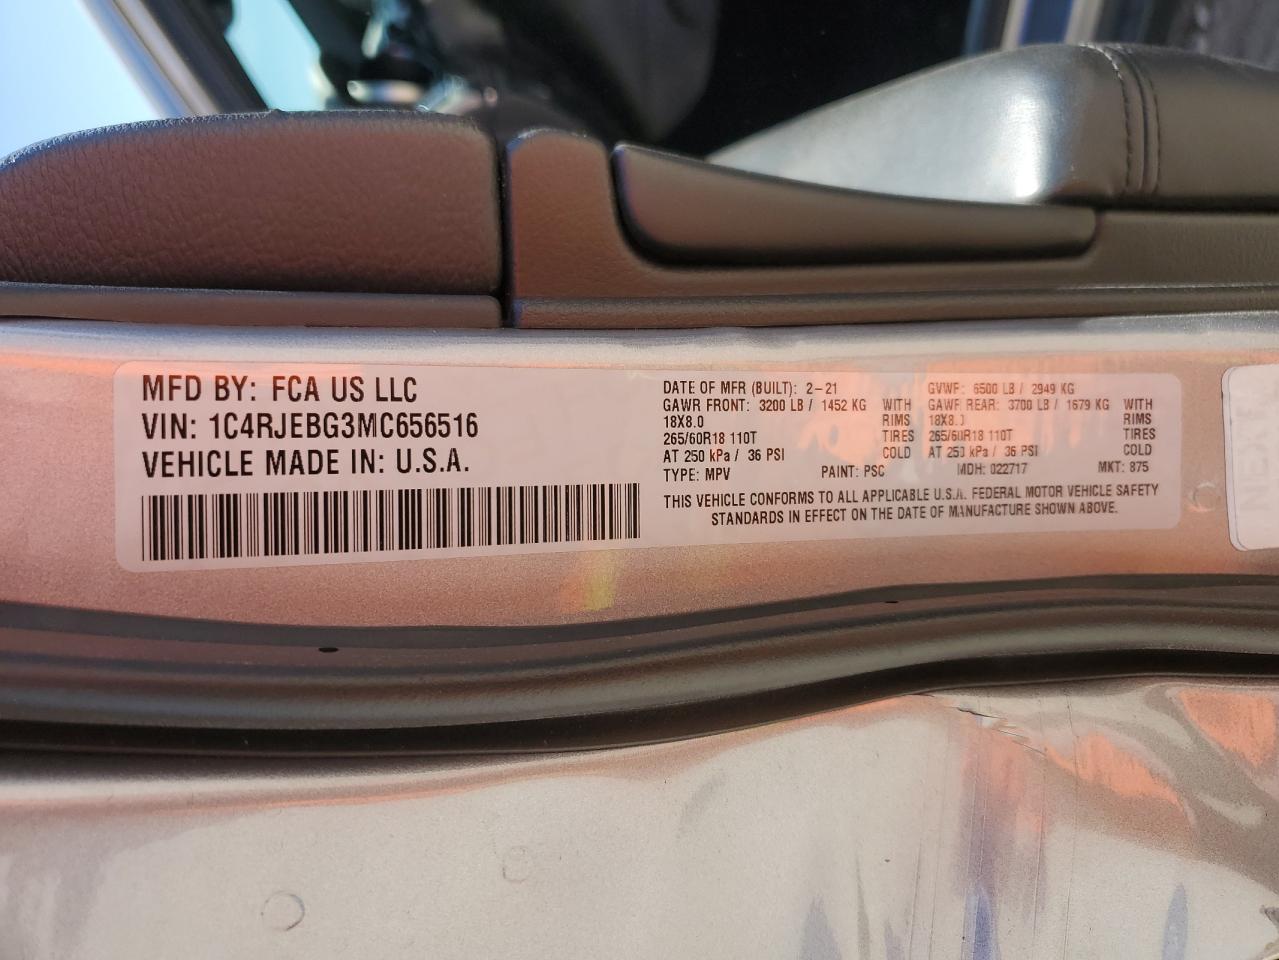 MFD BY: FCA US LLC
VIN: 1C4RJEBG3MC656516
VEHICLE MADE IN: U.S.A.
DATE OF MFR (BUILT): 2-21 GVWF: 6500 LB / 2949 KG
GAWR FRONT: 3200 LB / 1452 KG WITH GAWF REAR: 3700 LB / 1679 KG WITH
18X8.0 RIMS 18X8.0 RIMS
265/60R18 110T TIRES 265/60R18 110T TIRES
AT 250 kPa / 36 PSI COLD AT 250 kPa / 36 PSI COLD
TYPE: MPV PAINT: PSC MDH: 022717 MKT: 875
THIS VEHICLE CONFORMS TO ALL APPLICABLE U.S.A. FEDERAL MOTOR VEHICLE SAFETY
STANDARDS IN EFFECT ON THE DATE OF MANUFACTURE SHOWN ABOVE.
NEXT